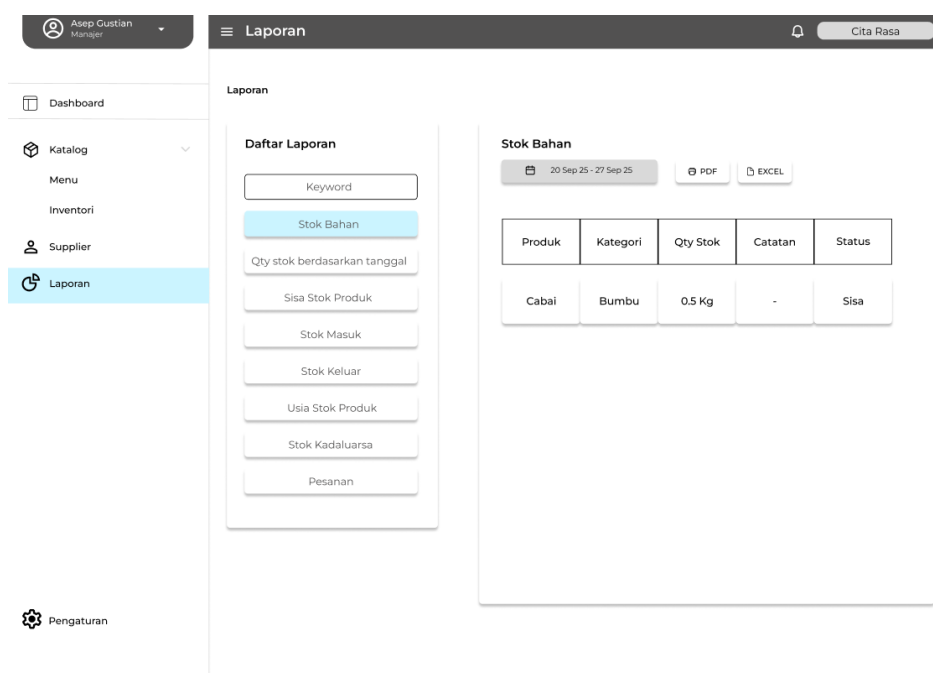 Asep Gustian
Manajer
Laporan
Cita Rasa
Dashboard
Katalog
Menu
Inventori
Supplier
Laporan
Pengaturan
Laporan
Daftar Laporan
Keyword
Stok Bahan
Qty stok berdasarkan tanggal
Sisa Stok Produk
Stok Masuk
Stok Keluar
Usia Stok Produk
Stok Kadaluarsa
Pesanan
Stok Bahan
20 Sep 25 - 27 Sep 25 PDF EXCEL
Produk Kategori Qty Stok Catatan Status
Cabai Bumbu 0.5 Kg - Sisa